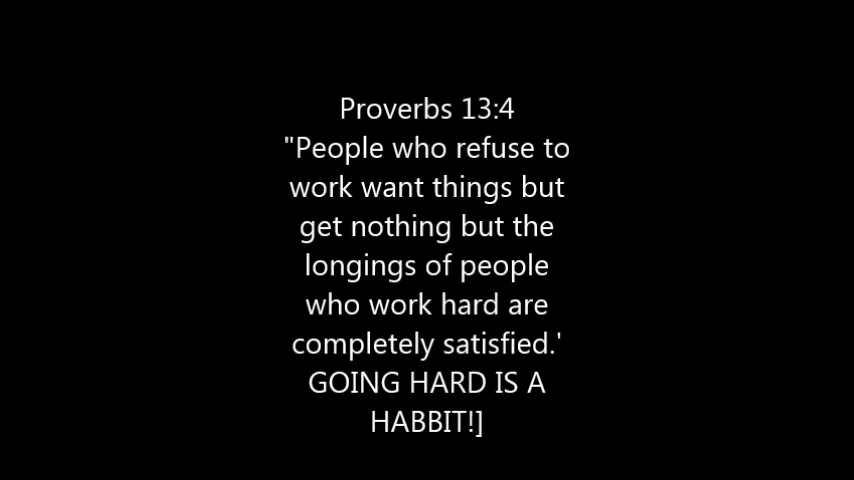 Proverbs 13:4
"People who refuse to
work want things but
get nothing but the
longings of people
who work hard are
completely satisfied.'
GOING HARD IS A
HABBIT!]